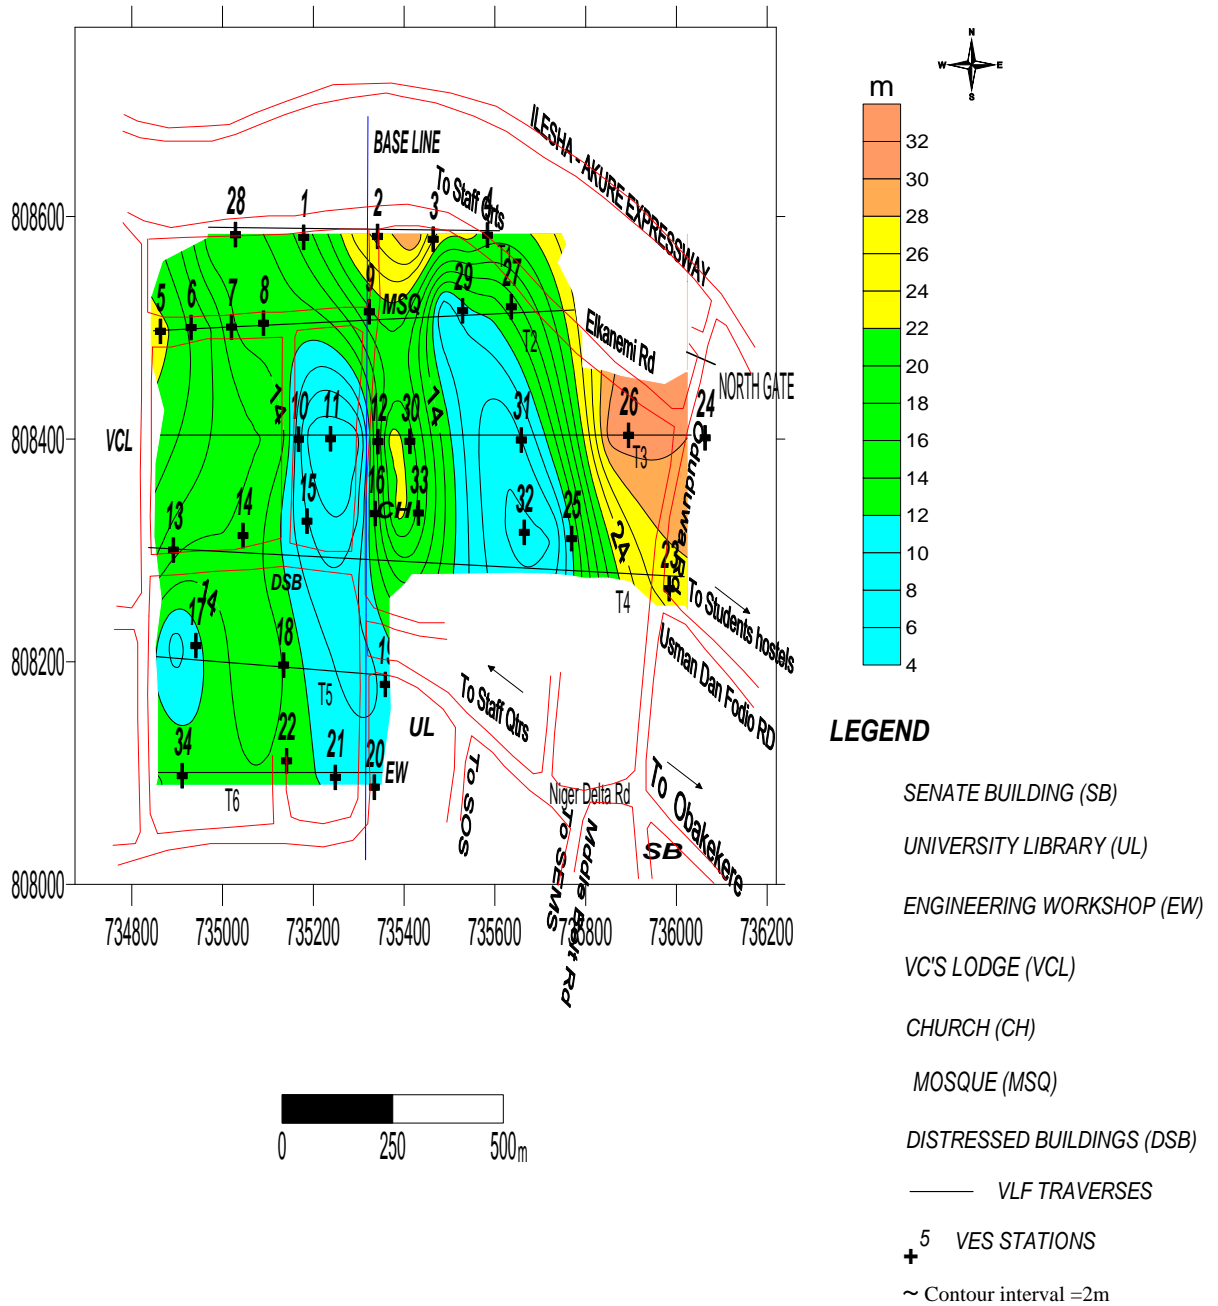 N
W E
S
m
32
30
28
26
24
22
20
18
16
14
12
10
8
6
4
808600
808400
808200
808000
734800 735000 735200 735400 735600 735800 736000 736200
BASE LINE
ILESHA - AKURE EXPRESSWAY
To Staff Qrts
28 1 2 3 4
T1
5 6 7 8 9 MSQ 29 27
T2
Elkanemi Rd
NORTH GATE
14
14
VCL
10 11 12 30 31 26 24
T3
Oduduwa Rd
15 16 CH 33 32 25
13 14
24
23
DSB
T4
To Students hostels
Usman Dan Fodio RD
14
17 18 19
T5
To Staff Qtrs
UL
34 22 21 20 EW
T6
To SOS
Niger Delta Rd
To SEMS
Mddle Belt Rd
SB
To Obakekere
0 250 500m
LEGEND
SENATE BUILDING (SB)
UNIVERSITY LIBRARY (UL)
ENGINEERING WORKSHOP (EW)
VC'S LODGE (VCL)
CHURCH (CH)
MOSQUE (MSQ)
DISTRESSED BUILDINGS (DSB)
VLF TRAVERSES
5 VES STATIONS
~ Contour interval =2m